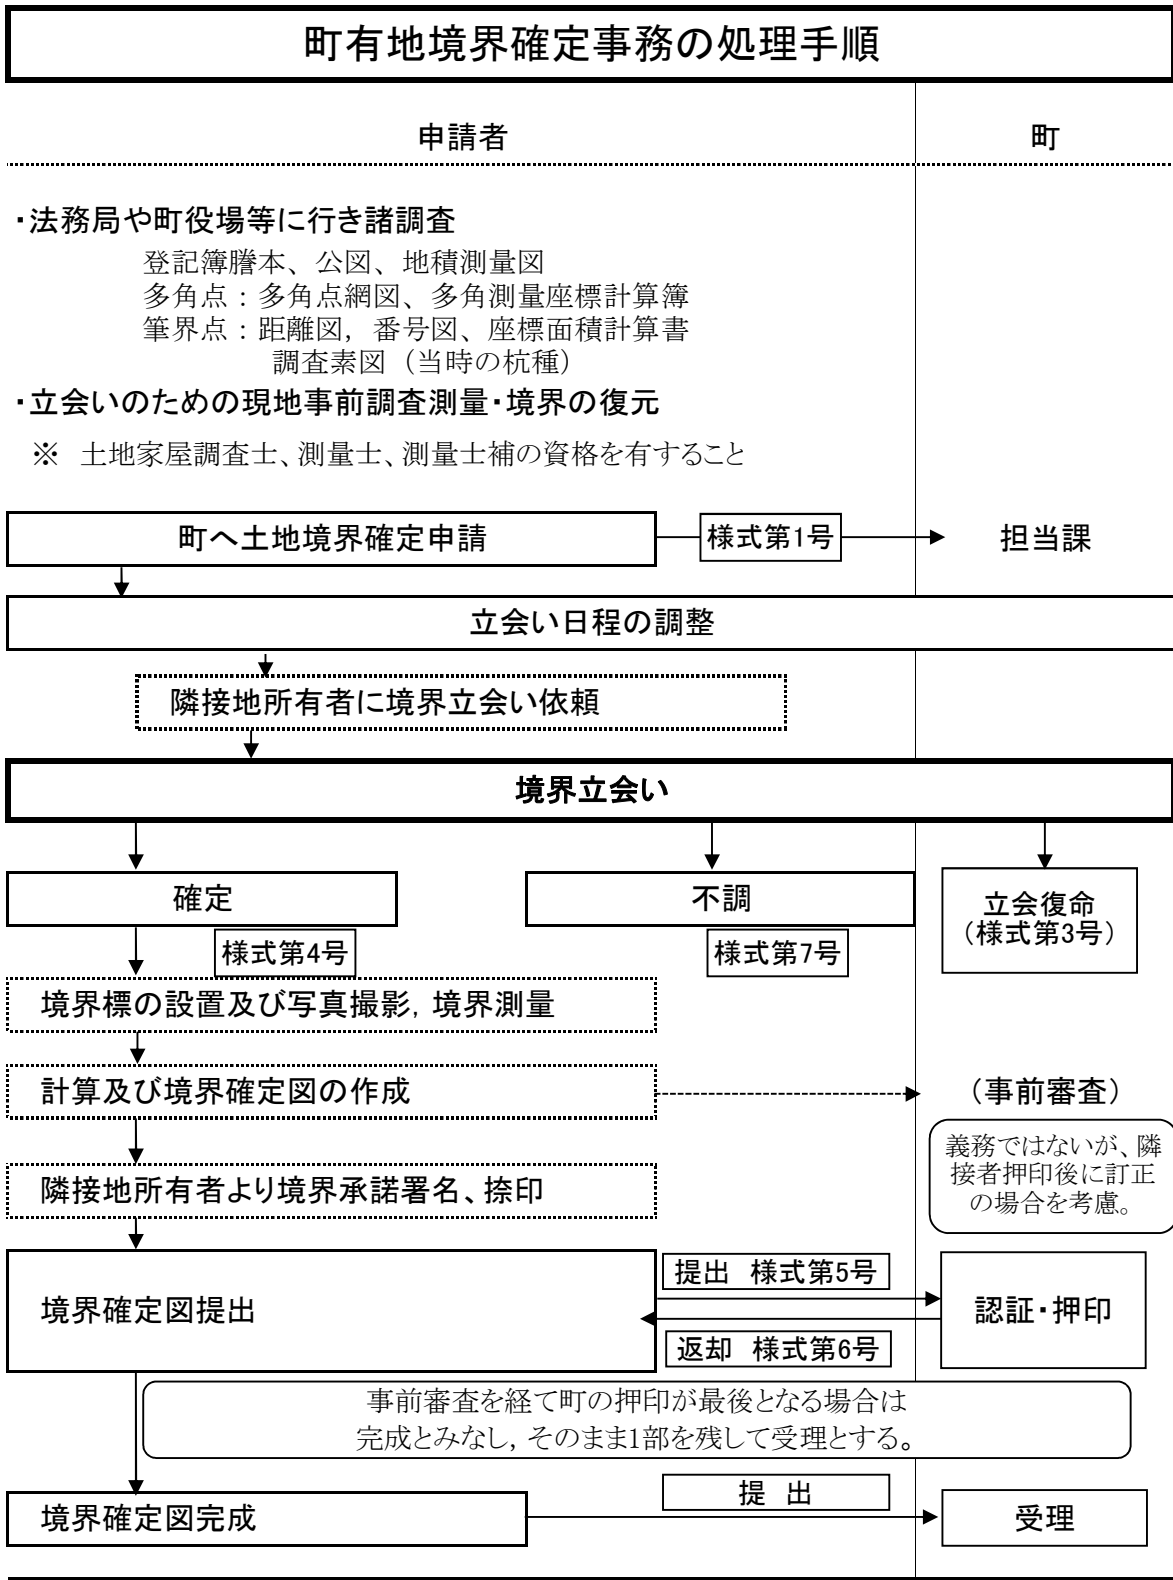 町有地境界確定事務の処理手順
申請者
町
・法務局や町役場等に行き諸調査
登記簿謄本、公図、地積測量図
多角点：多角点網図、多角測量座標計算簿
筆界点：距離図，番号図、座標面積計算書
調査素図（当時の杭種）
・立会いのための現地事前調査測量・境界の復元
※　土地家屋調査士、測量士、測量士補の資格を有すること
町へ土地境界確定申請
様式第1号
担当課
立会い日程の調整
隣接地所有者に境界立会い依頼
境界立会い
確定
不調
立会復命
（様式第3号）
様式第4号
様式第7号
境界標の設置及び写真撮影，境界測量
計算及び境界確定図の作成
（事前審査）
義務ではないが、隣
接者押印後に訂正
の場合を考慮。
隣接地所有者より境界承諾署名、捺印
提出　様式第5号
境界確定図提出
認証・押印
返却　様式第6号
事前審査を経て町の押印が最後となる場合は
完成とみなし，そのまま1部を残して受理とする。
提　出
境界確定図完成
受理